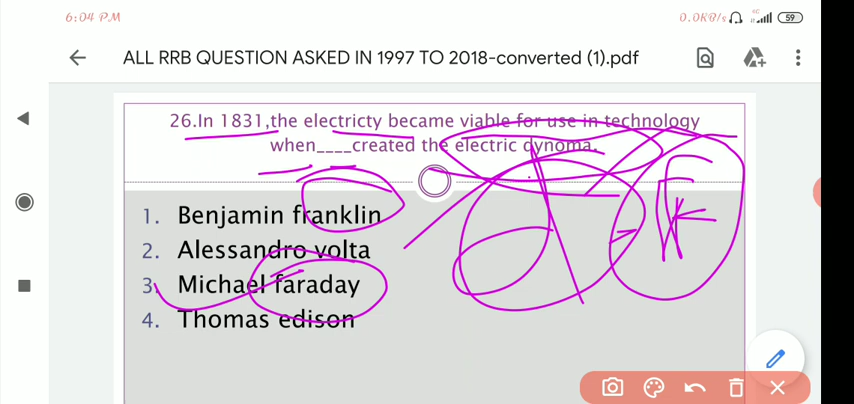 6:04 PM
0.0KB/s 59
ALL RRB QUESTION ASKED IN 1997 TO 2018-converted (1).pdf
26.In 1831,the electricty became viable for use in technology
when____created the electric dynoma.
1. Benjamin franklin
2. Alessandro volta
3. Michael faraday
4. Thomas edison